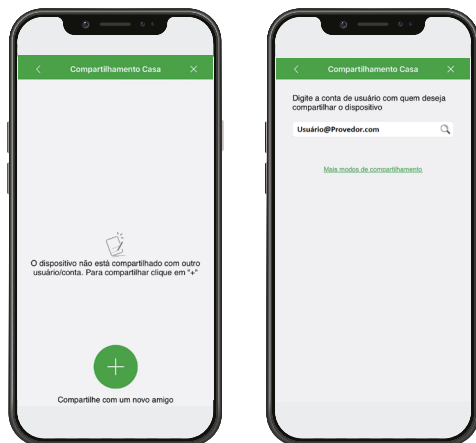 Compartilhamento Casa
O dispositivo não está compartilhado com outro
usuário/conta. Para compartilhar clique em "+"
Compartilhe com um novo amigo
Compartilhamento Casa
Digite a conta de usuário com quem deseja
compartilhar o dispositivo
Usuário@Provedor.com
Mais modos de compartilhamento